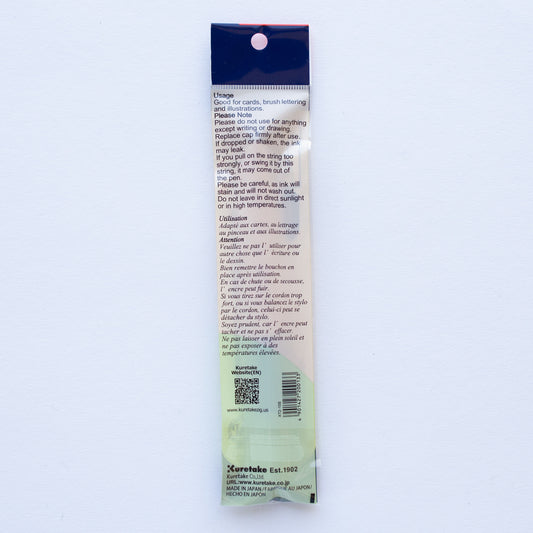 Usage
Good for cards, brush lettering
and illustrations.
Please Note
Please do not use for anything
except writing or drawing.
Replace cap firmly after use.
If dropped or shaken, the ink
may leak.
If you pull on the string too
strongly, or swing it by this
string, it may come out of
the pen.
Please be careful, as ink will
stain and will not wash out.
Do not leave in direct sunlight
or in high temperatures.
Utilisation
Adapté aux cartes, au lettrage
au pinceau et aux illustrations.
Attention
Veuillez ne pas l' utiliser pour
autre chose que l' écriture ou
le dessin.
Bien remettre le bouchon en
place après utilisation.
En cas de chute ou de secousse,
l' encre peut fuir.
Si vous tirez sur le cordon trop
fort, ou si vous balancez le stylo
par le cordon, celui-ci peut se
détacher du stylo.
Soyez prudent, car l' encre peut
tacher et ne pas s' effacer.
Ne pas laisser en plein soleil et
ne pas exposer à des
températures élevées.
Kuretake
Website(EN)
www.kuretakezig.us
Kuretake Est.1902
Kuretake Co.,Ltd.
URL:www.kuretake.co.jp
MADE IN JAPAN / FABRIQUÉ AU JAPON /
HECHO EN JAPÓN